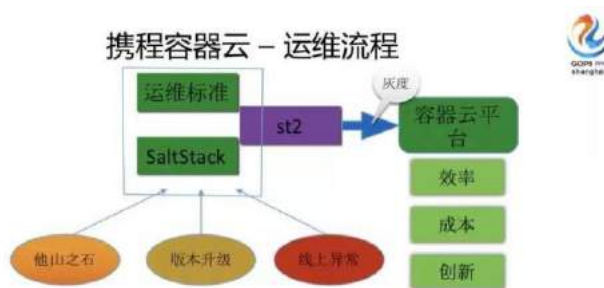 携程容器云 – 运维流程
GOPS
shanghai
运维标准
灰度
st2
容器云平
台
SaltStack
效率
成本
他山之石
版本升级
线上异常
创新